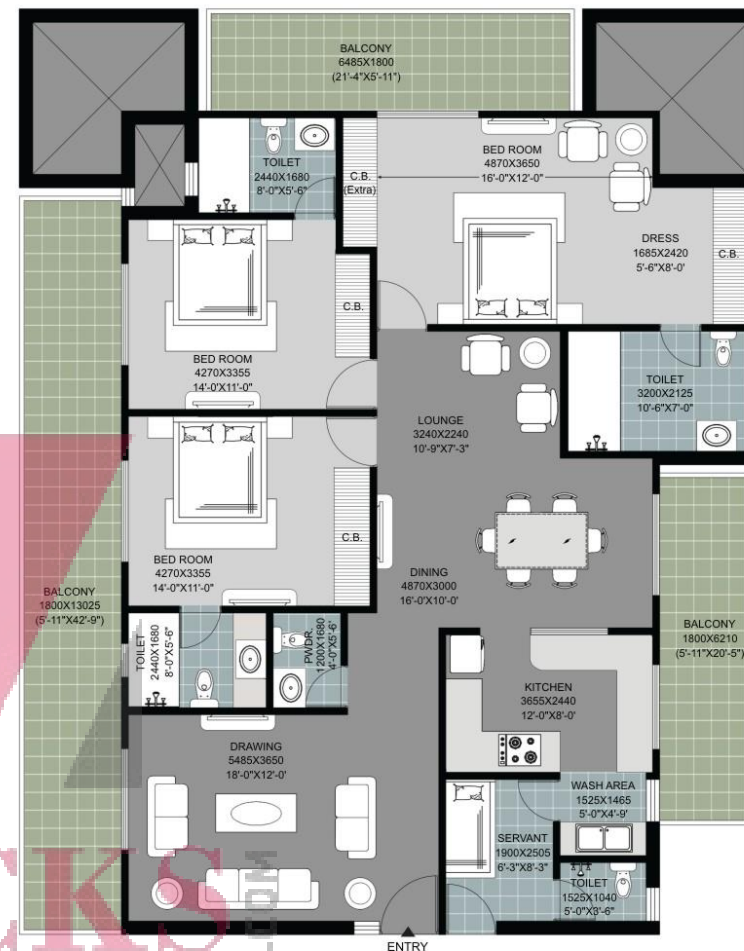 BALCONY
6485X1800
(21'-4"X5'-11")
TOILET
2440X1680
8'-0"X5'-6"
C.B.
(Extra)
BED ROOM
4870X3650
16'-0"X12'-0"
DRESS
1685X2420
5'-6"X8'-0'
C.B.
C.B.
BED ROOM
4270X3355
14'-0'X11'-0"
LOUNGE
3240X2240
10'-9"X7'-3"
TOILET
3200X2125
10'-6"X7'-0"
C.B.
BED ROOM
4270X3355
14'-0"X11'-0"
DINING
4870X3000
16'-0'X10'-0'
BALCONY
1800X13025
(5'-11"X42'-9")
BALCONY
1800X6210
(5'-11"X20'-5")
TOILET
2440X1680
8'-0"X5'-6"
PWDR.
1200X1680
4'-0"X5'-6"
KITCHEN
3655X2440
12'-0"X8'-0"
DRAWING
5485X3650
18'-0"X12'-0'
WASH AREA
1525X1465
5'-0"X4'-9'
SERVANT
1900X2505
6'-3"X8'-3"
TOILET
1525X1040
5'-0"X3'-6"
CKS
.COM
ENTRY